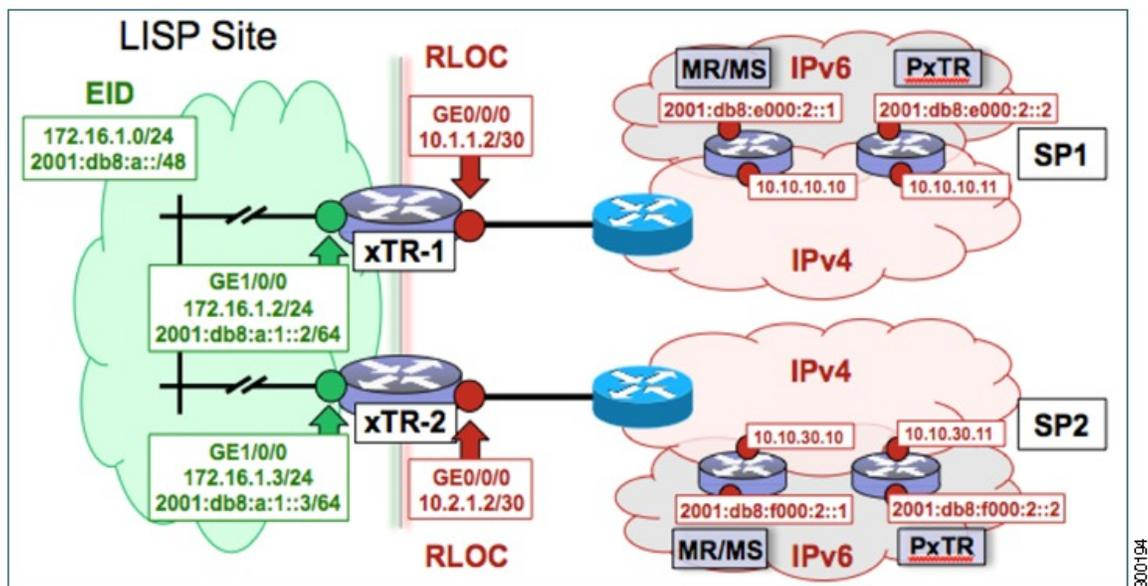 LISP Site
EID
172.16.1.0/24
2001:db8:a::/48
RLOC
GE0/0/0
10.1.1.2/30
xTR-1
GE1/0/0
172.16.1.2/24
2001:db8:a:1::2/64
MR/MS
IPv6
PxTR
2001:db8:e000:2::1
2001:db8:e000:2::2
SP1
10.10.10.10
10.10.10.11
IPv4
xTR-2
GE1/0/0
172.16.1.3/24
2001:db8:a:1::3/64
GE0/0/0
10.2.1.2/30
RLOC
IPv4
SP2
10.10.30.10
10.10.30.11
2001:db8:f000:2::1
2001:db8:f000:2::2
MR/MS
IPv6
PxTR
300194